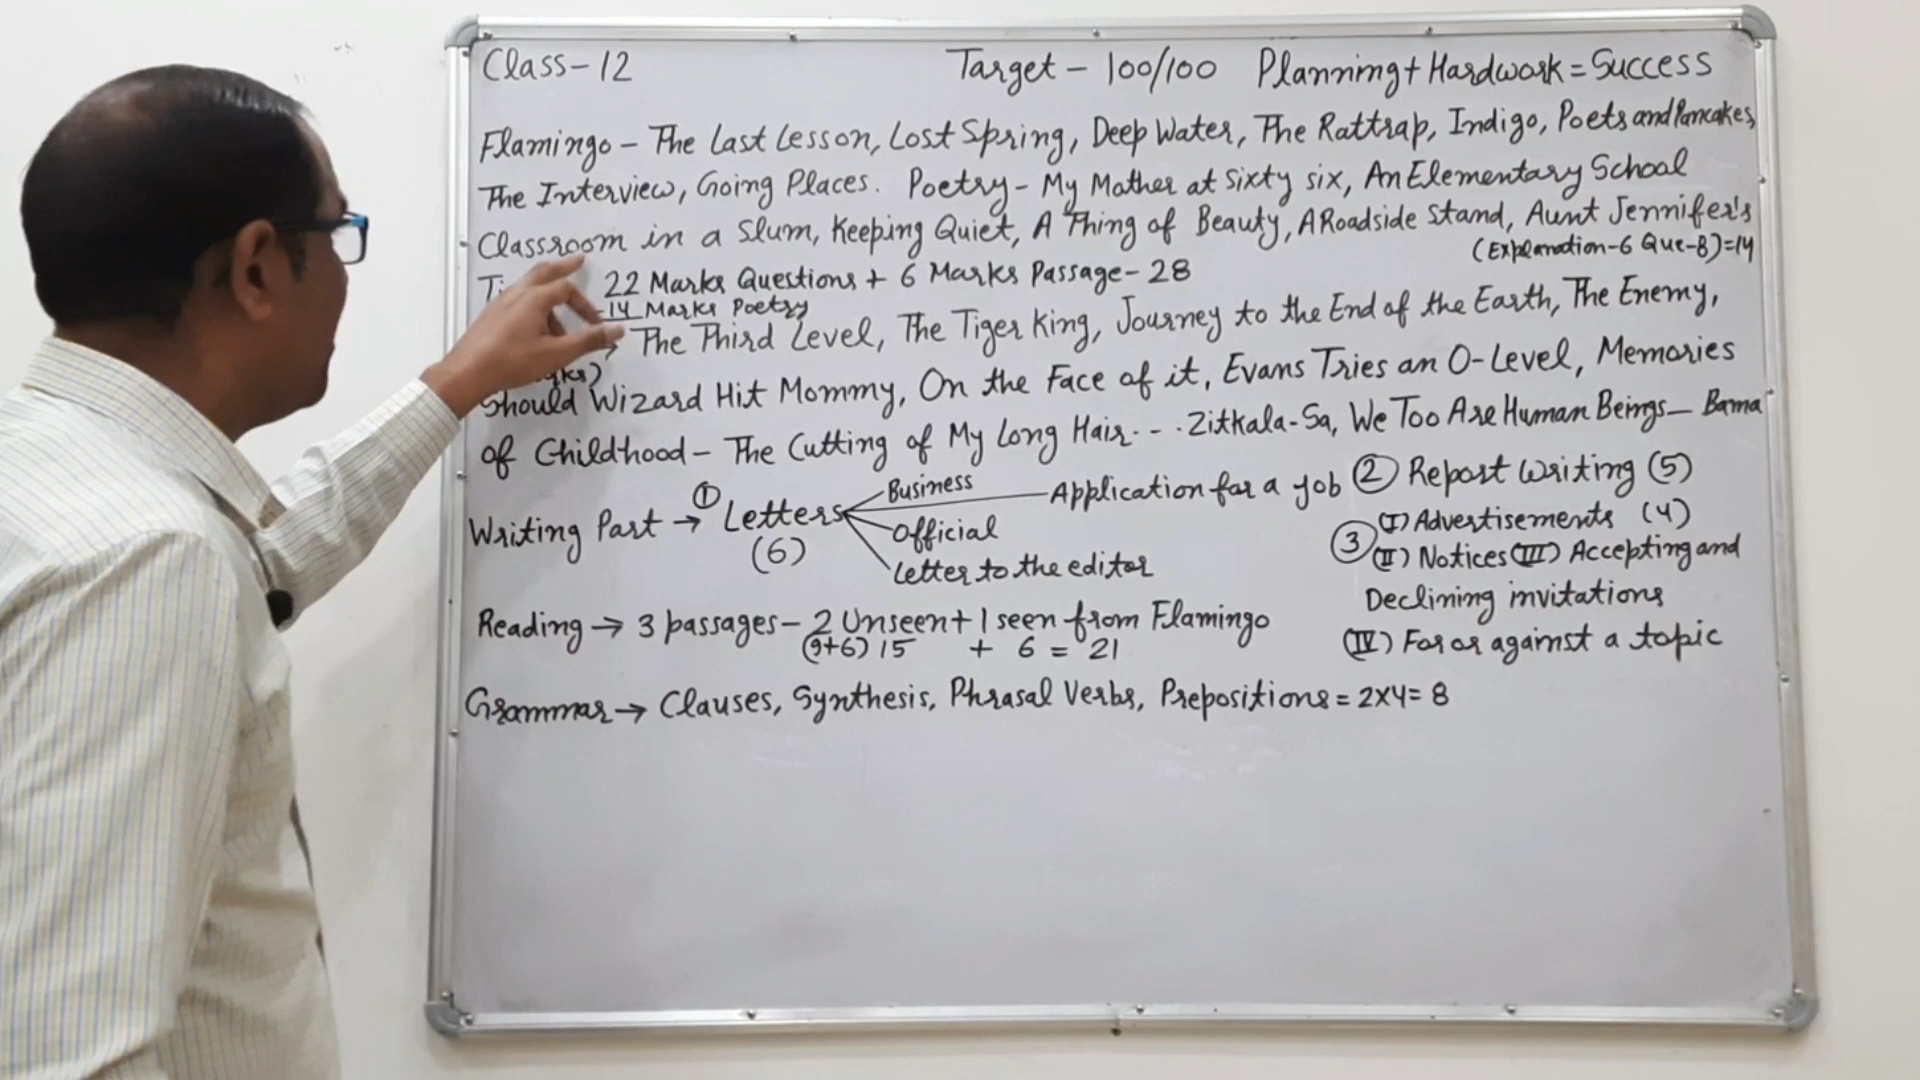 Class-12 Target - 100/100 Planning + Hardwork = Success
Flamingo - The Last Lesson, Lost Spring, Deep Water, The Rattrap, Indigo, Poets and Pancakes,
The Interview, Going Places. Poetry - My Mother at Sixty six, An Elementary School
Classroom in a Slum, Keeping Quiet, A Thing of Beauty, A Roadside Stand, Aunt Jennifer's
(Explanation-6 Que-8)=14
22 Marks Questions + 6 Marks Passage - 28
14 Marks Poetry
The Third Level, The Tiger King, Journey to the End of the Earth, The Enemy,
Should Wizard Hit Mommy, On the Face of it, Evans Tries an O-Level, Memories
of Childhood - The Cutting of My Long Hair - - . Zitkala-Sa, We Too Are Human Beings - Bama
Writing Part → ① Letters (6)
Business
Application for a job
Official
Letter to the editor
② Report Writing (5)
③ (I) Advertisements (4)
(II) Notices (III) Accepting and
Declining invitations
(IV) For or against a topic
Reading → 3 passages - 2 Unseen + 1 seen from Flamingo
(9+6) 15 + 6 = 21
Grammar → Clauses, Synthesis, Phrasal Verbs, Prepositions = 2x4= 8